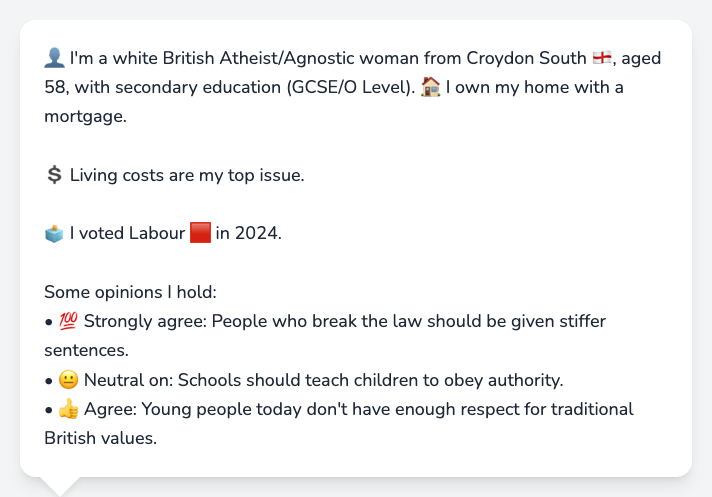 👤 I'm a white British Atheist/Agnostic woman from Croydon South 🏴󠁧󠁢󠁥󠁮󠁧󠁿, aged
58, with secondary education (GCSE/O Level). 🏠 I own my home with a
mortgage.
💲 Living costs are my top issue.
🗳️ I voted Labour 🟥 in 2024.
Some opinions I hold:
• 💯 Strongly agree: People who break the law should be given stiffer
sentences.
• 😐 Neutral on: Schools should teach children to obey authority.
• 👍 Agree: Young people today don't have enough respect for traditional
British values.